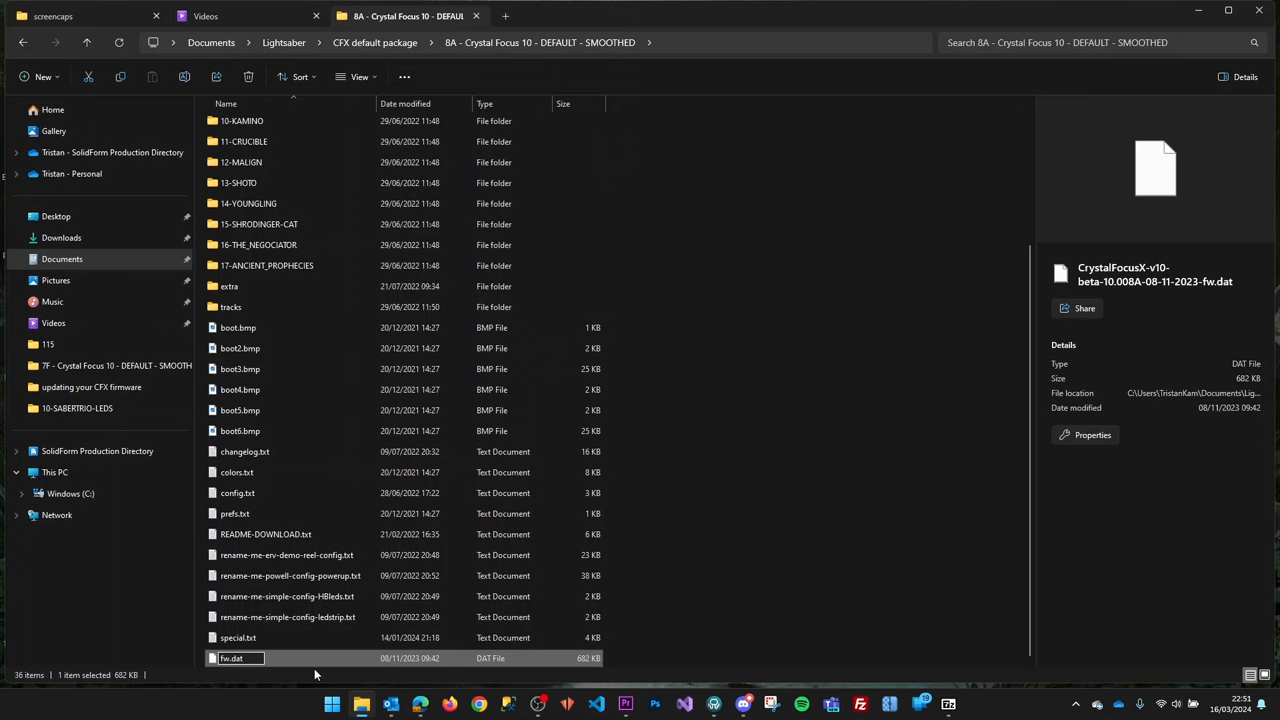 screencaps
Videos
8A - Crystal Focus 10 - DEFAUL
Documents
Lightsaber
CFX default package
8A - Crystal Focus 10 - DEFAULT - SMOOTHED
Search 8A - Crystal Focus 10 - DEFAULT - SMOOTHED
New
Sort
View
Details
Home
Gallery
Tristan - SolidForm Production Directory
Tristan - Personal
Desktop
Downloads
Documents
Pictures
Music
Videos
115
7F - Crystal Focus 10 - DEFAULT - SMOOTH
updating your CFX firmware
10-SABERTRIO-LEDS
SolidForm Production Directory
This PC
Windows (C:)
Network
Name Date modified Type Size
10-KAMINO 29/06/2022 11:48 File folder
11-CRUCIBLE 29/06/2022 11:48 File folder
12-MALIGN 29/06/2022 11:48 File folder
13-SHOTO 29/06/2022 11:48 File folder
14-YOUNGLING 29/06/2022 11:48 File folder
15-SHRODINGER-CAT 29/06/2022 11:48 File folder
16-THE_NEGOCIATOR 29/06/2022 11:48 File folder
17-ANCIENT_PROPHECIES 29/06/2022 11:48 File folder
extra 21/07/2022 09:34 File folder
tracks 29/06/2022 11:50 File folder
boot.bmp 20/12/2021 14:27 BMP File 1 KB
boot2.bmp 20/12/2021 14:27 BMP File 2 KB
boot3.bmp 20/12/2021 14:27 BMP File 25 KB
boot4.bmp 20/12/2021 14:27 BMP File 2 KB
boot5.bmp 20/12/2021 14:27 BMP File 2 KB
boot6.bmp 20/12/2021 14:27 BMP File 25 KB
changelog.txt 09/07/2022 20:32 Text Document 16 KB
colors.txt 20/12/2021 14:27 Text Document 8 KB
config.txt 28/06/2022 17:22 Text Document 3 KB
prefs.txt 20/12/2021 14:27 Text Document 1 KB
README-DOWNLOAD.txt 21/02/2022 16:35 Text Document 6 KB
rename-me-erv-demo-reel-config.txt 09/07/2022 20:48 Text Document 23 KB
rename-me-powell-config-powerup.txt 09/07/2022 20:52 Text Document 38 KB
rename-me-simple-config-HBleds.txt 09/07/2022 20:49 Text Document 2 KB
rename-me-simple-config-ledstrip.txt 09/07/2022 20:49 Text Document 2 KB
special.txt 14/01/2024 21:18 Text Document 4 KB
fw.dat 08/11/2023 09:42 DAT File 682 KB
CrystalFocusX-v10-
beta-10.008A-08-11-2023-fw.dat
Share
Details
Type DAT File
Size 682 KB
File location C:\Users\TristanKam\Documents\Lig...
Date modified 08/11/2023 09:42
Properties
36 items
1 item selected 682 KB
19
22:51
16/03/2024